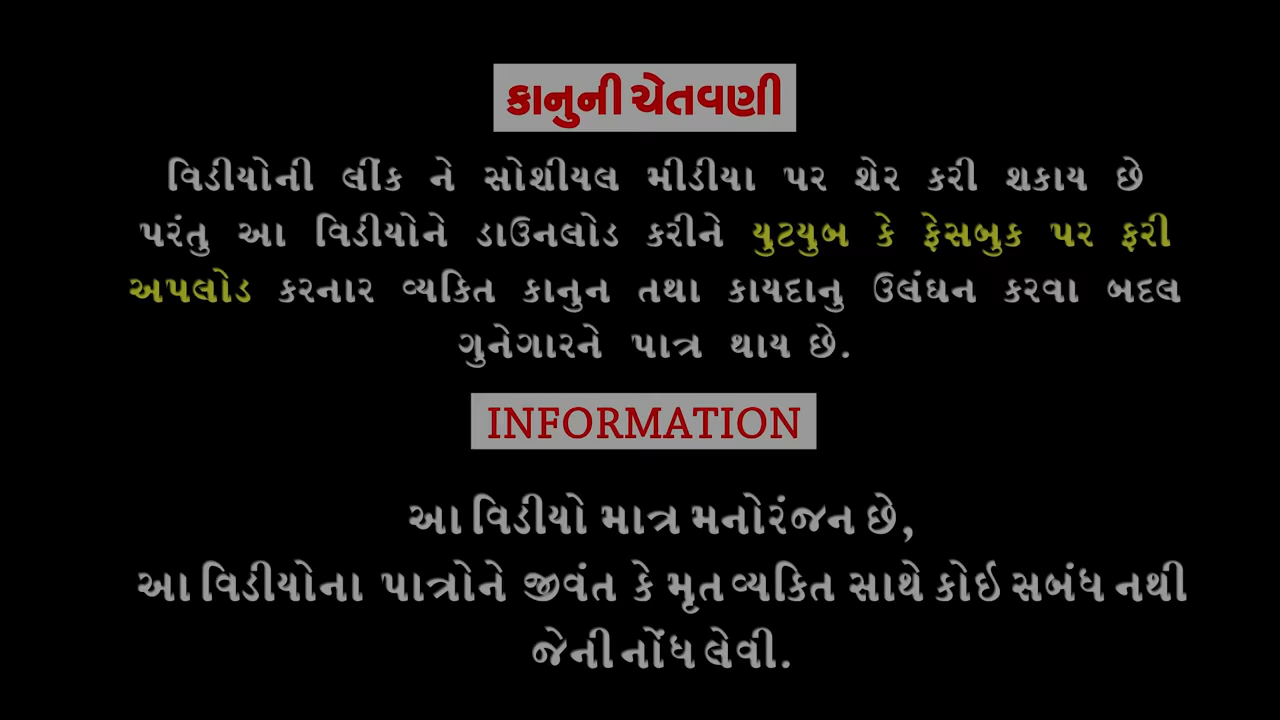 કાનુની ચેતવણી
વિડીયોની લીંક ને સોશીયલ મીડીયા પર શેર કરી શકાય છે
પરંતુ આ વિડીયોને ડાઉનલોડ કરીને યુટયુબ કે ફેસબુક પર ફરી
અપલોડ કરનાર વ્યકિત કાનુન તથા કાયદાનુ ઉલંઘન કરવા બદલ
ગુનેગારને પાત્ર થાય છે.
INFORMATION
આ વિડીયો માત્ર મનોરંજન છે,
આ વિડીયોના પાત્રોને જીવંત કે મૃત વ્યકિત સાથે કોઇ સબંધ નથી
જેની નોંધ લેવી.